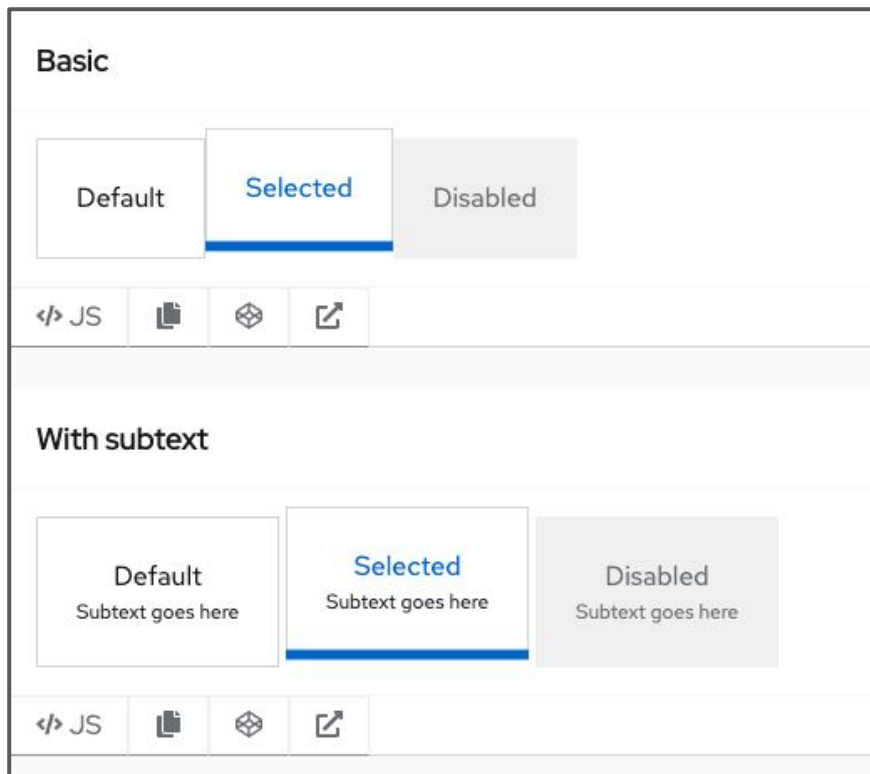 Basic
Default Selected Disabled
</> JS
With subtext
Default Selected Disabled
Subtext goes here Subtext goes here Subtext goes here
</> JS